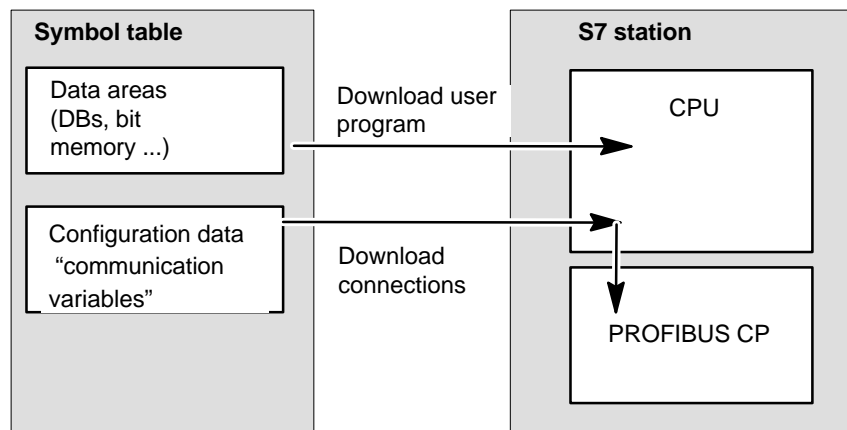 Symbol table
Data areas
(DBs, bit
memory ...)
Configuration data
“communication
variables”
Download user
program
Download
connections
S7 station
CPU
PROFIBUS CP